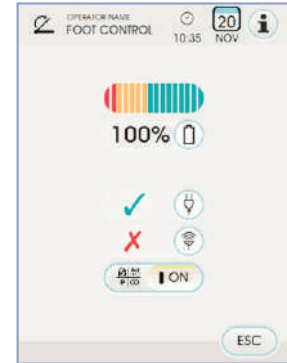 OPERATOR NAME
FOOT CONTROL
10:35
20
NOV
i
100%
ON
ESC